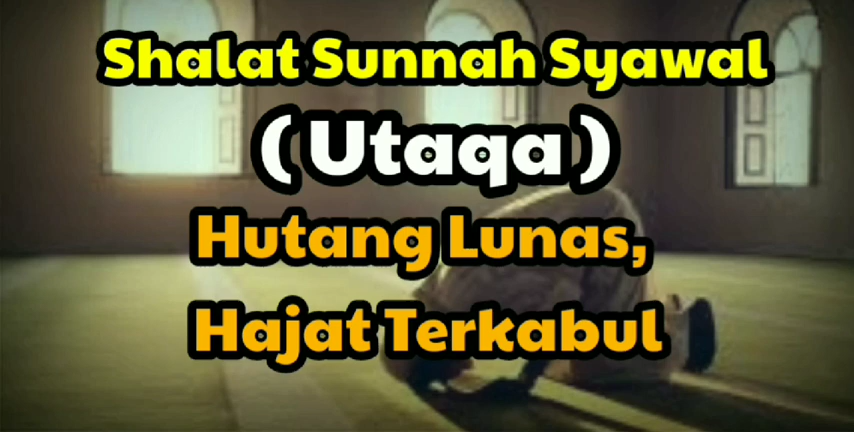 Shalat Sunnah Syawal
( Utaqa )
Hutang Lunas,
Hajat Terkabul